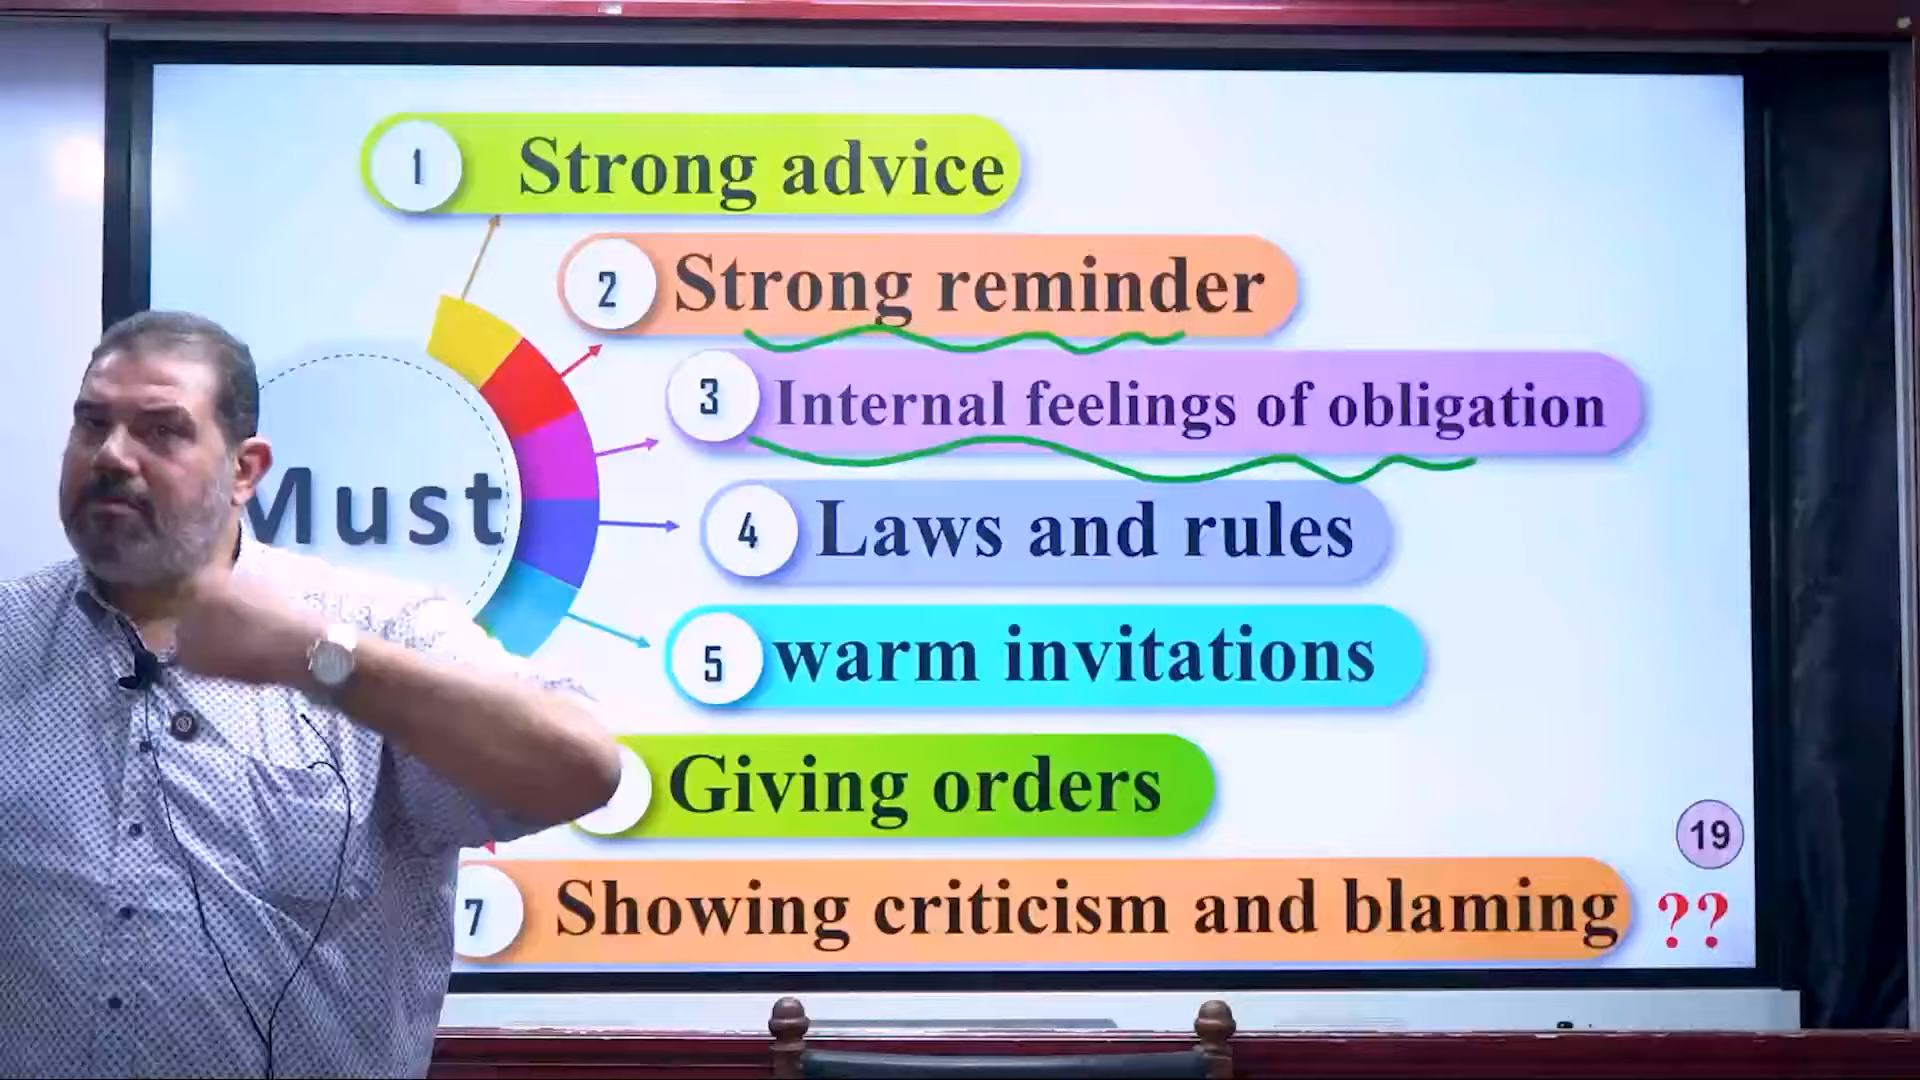 1 Strong advice
2 Strong reminder
3 Internal feelings of obligation
Must
4 Laws and rules
5 warm invitations
Giving orders
19
7 Showing criticism and blaming ??